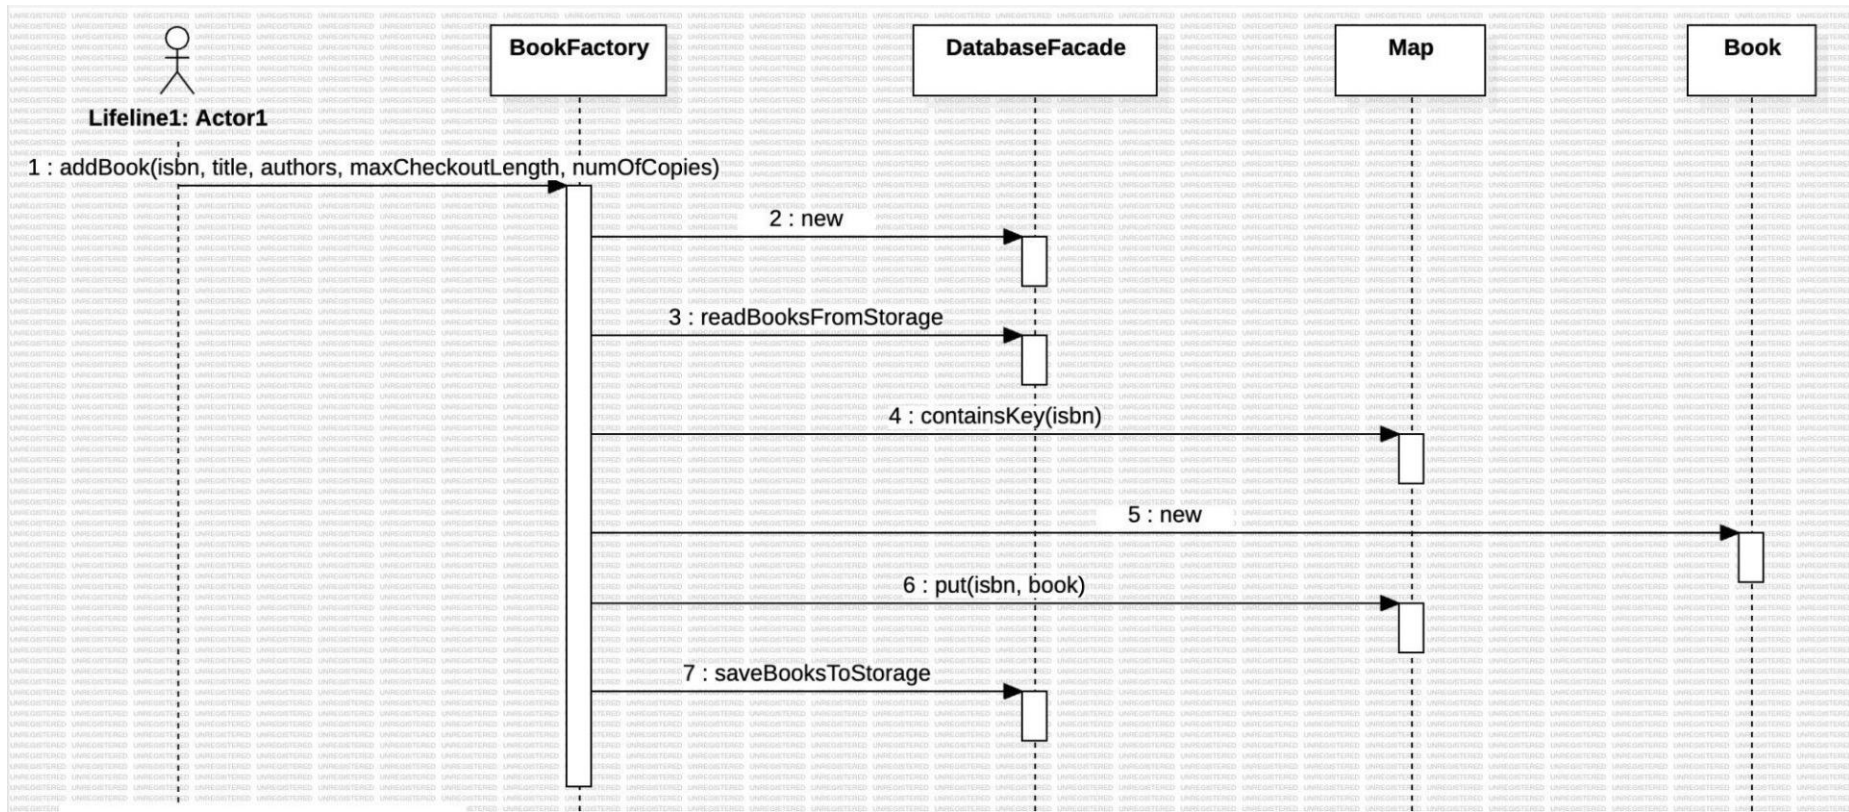 BookFactory
DatabaseFacade
Map
Book
Lifeline1: Actor1
1 : addBook(isbn, title, authors, maxCheckoutLength, numOfCopies)
2 : new
3 : readBooksFromStorage
4 : containsKey(isbn)
5 : new
6 : put(isbn, book)
7 : saveBooksToStorage
UNREGISTERED